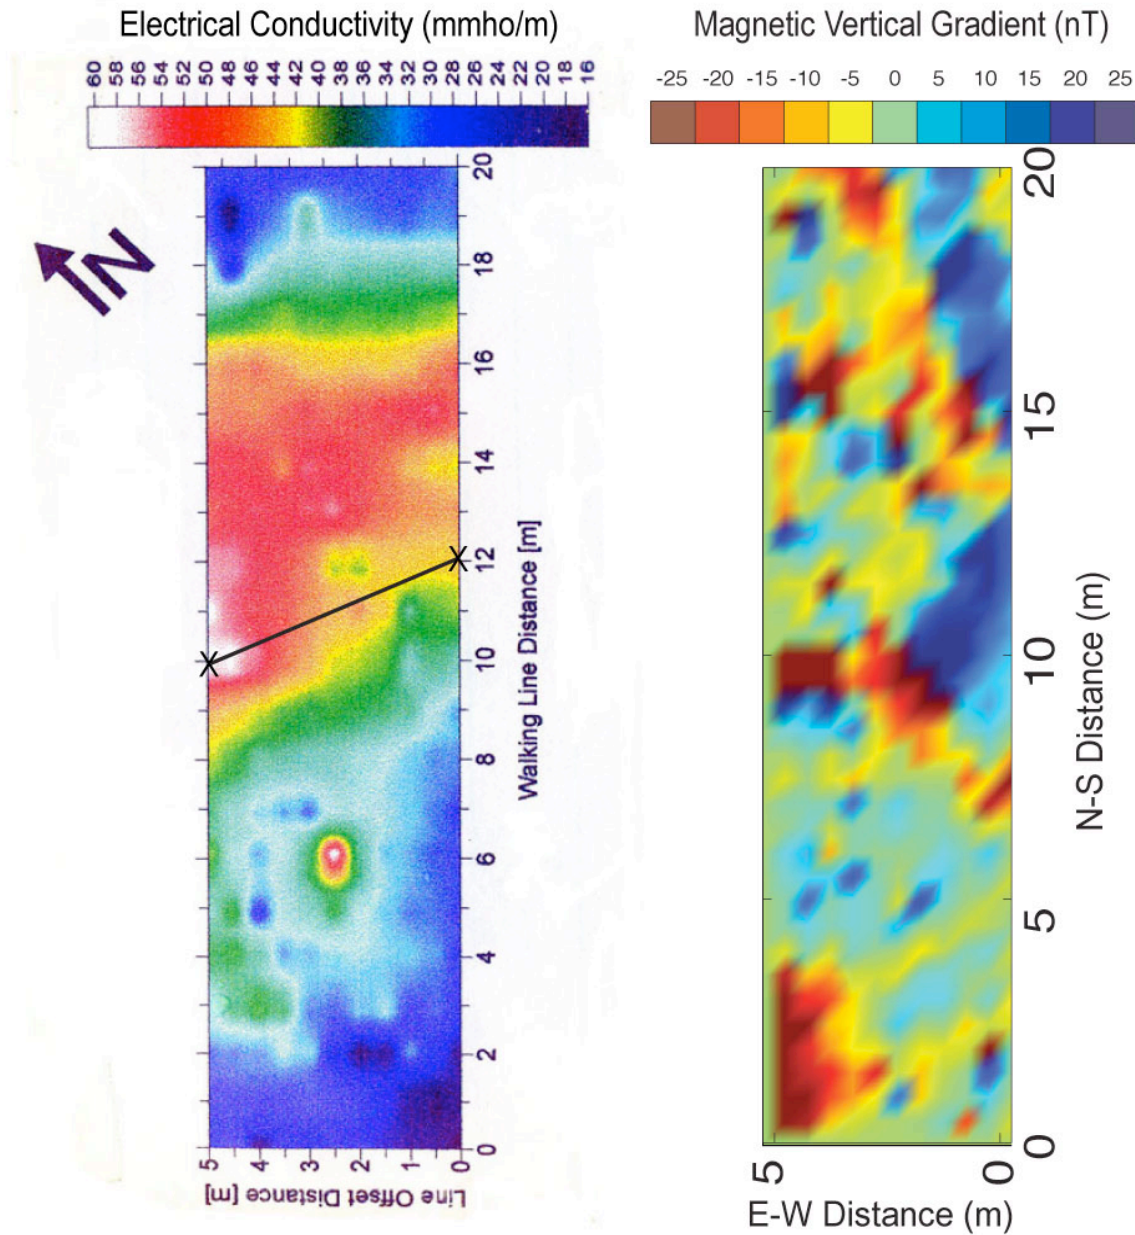 Electrical Conductivity (mmho/m)
60 58 56 54 52 50 48 46 44 42 40 38 36 34 32 30 28 26 24 22 20 18 16
N
20
18
16
14
12
10
8
6
4
2
0
X
X
Walking Line Distance [m]
5 4 3 2 1 0
Line Offset Distance [m]
Magnetic Vertical Gradient (nT)
-25 -20 -15 -10 -5 0 5 10 15 20 25
20
15
10
5
0
N-S Distance (m)
5 0
E-W Distance (m)